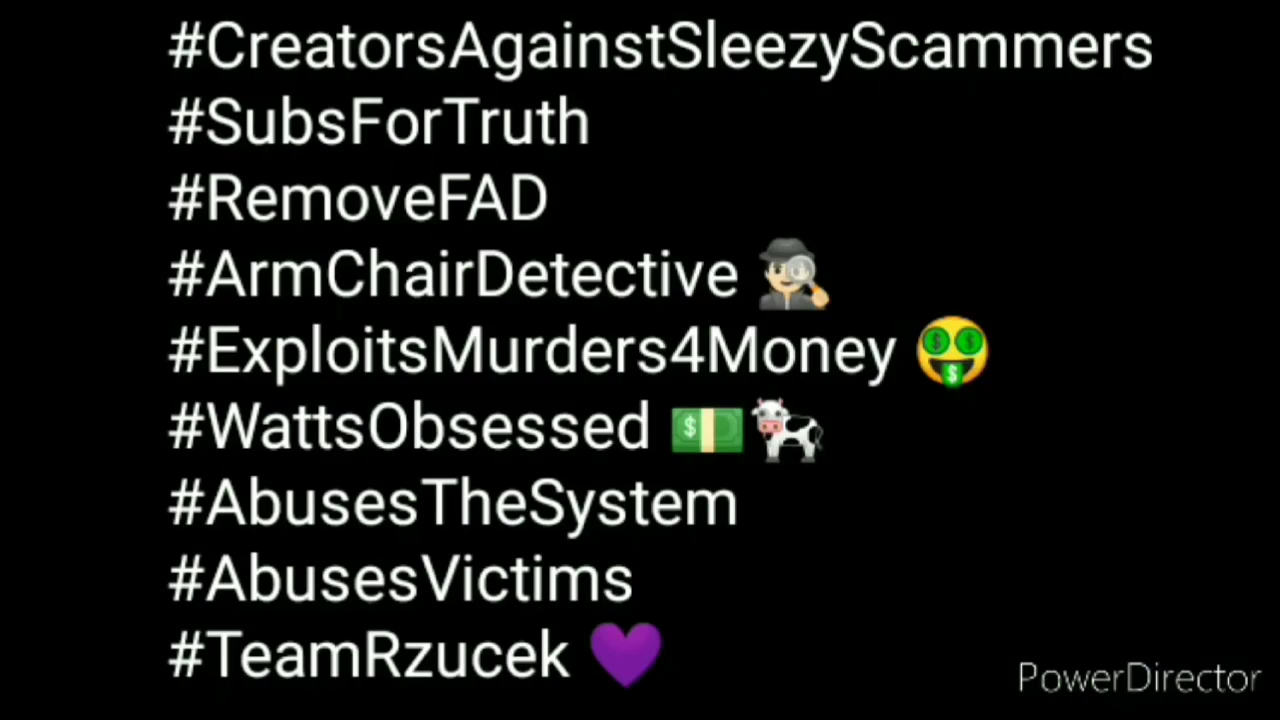 #CreatorsAgainstSleezyScammers
#SubsForTruth
#RemoveFAD
#ArmChairDetective 🕵🏻
#ExploitsMurders4Money 🤑
#WattsObsessed 💵🐄
#AbusesTheSystem
#AbusesVictims
#TeamRzucek 💜
PowerDirector